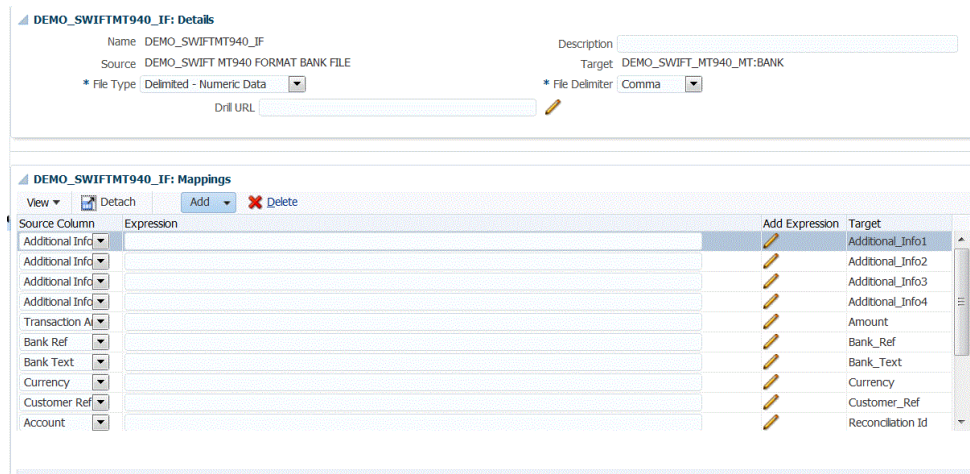 DEMO_SWIFTMT940_IF: Details
Name DEMO_SWIFTMT940_IF Description
Source DEMO_SWIFT MT940 FORMAT BANK FILE Target DEMO_SWIFT_MT940_MT:BANK
* File Type Delimited - Numeric Data * File Delimiter Comma
Drill URL
DEMO_SWIFTMT940_IF: Mappings
View Detach Add Delete
Source Column Expression Add Expression Target
Additional Info Additional_Info1
Additional Info Additional_Info2
Additional Info Additional_Info3
Additional Info Additional_Info4
Transaction A Amount
Bank Ref Bank_Ref
Bank Text Bank_Text
Currency Currency
Customer Ref Customer_Ref
Account Reconciliation Id